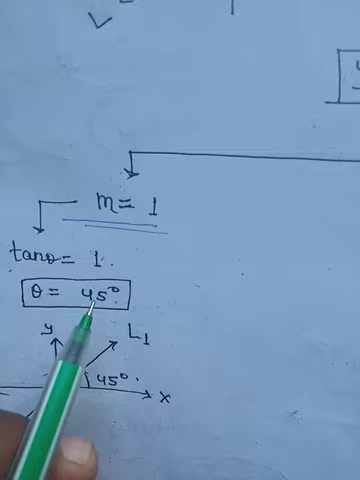 m = 1
tanθ = 1.
θ = 45°.
y L₁
45°. x